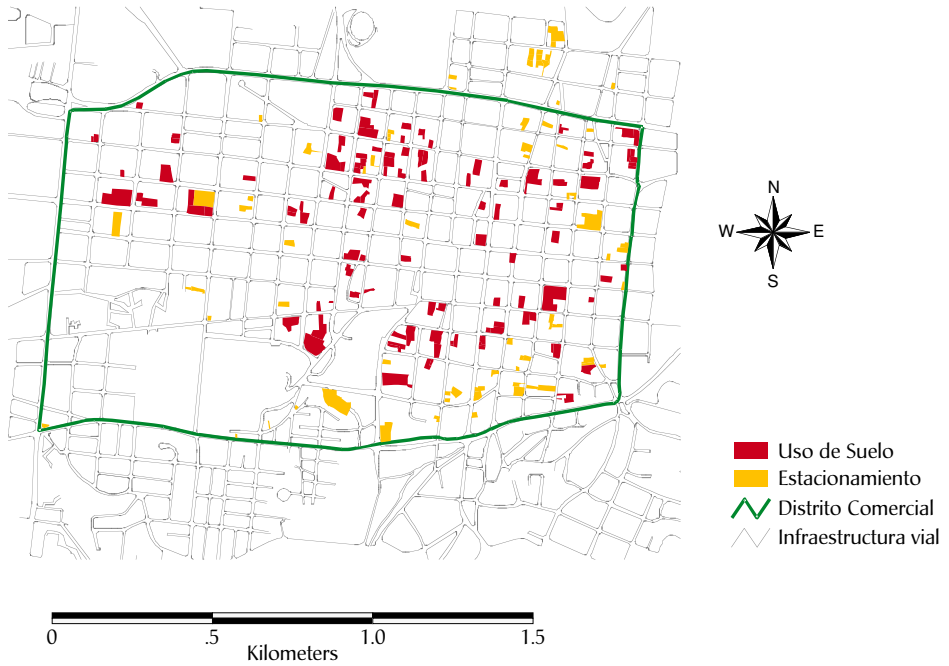 N
W E
S
Uso de Suelo
Estacionamiento
Distrito Comercial
Infraestructura vial
0 .5 1.0 1.5
Kilometers